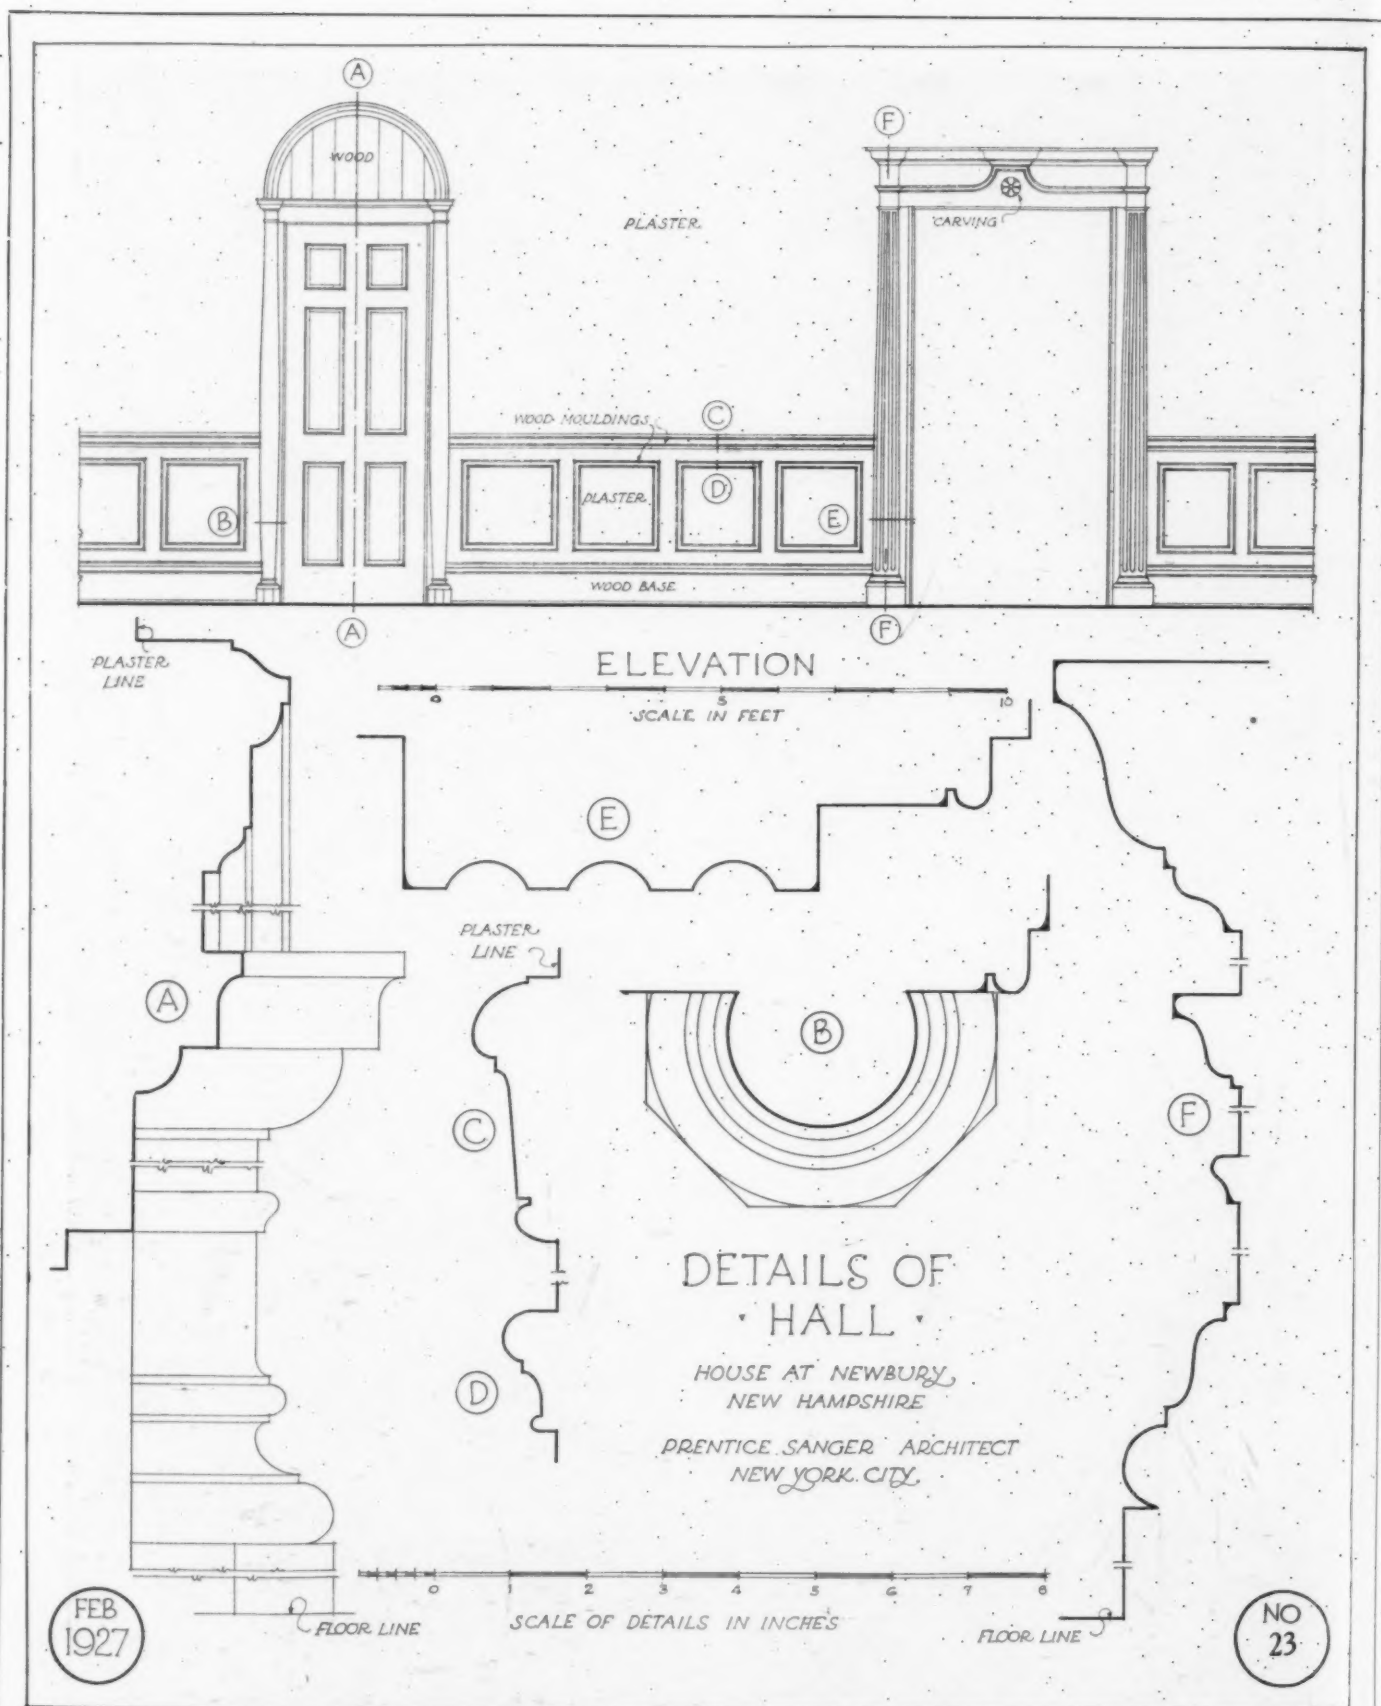 A
WOOD
F
CARVING
PLASTER
WOOD MOULDINGS
C
D
PLASTER
B
E
WOOD BASE
A
F
PLASTER
LINE
ELEVATION
0 5 10
SCALE IN FEET
E
PLASTER
LINE
A
B
C
F
D
DETAILS OF
· HALL ·
HOUSE AT NEWBURY
NEW HAMPSHIRE
PRENTICE SANGER ARCHITECT
NEW YORK CITY
0 1 2 3 4 5 6 7 8
SCALE OF DETAILS IN INCHES
FLOOR LINE
FLOOR LINE
FEB
1927
NO
23